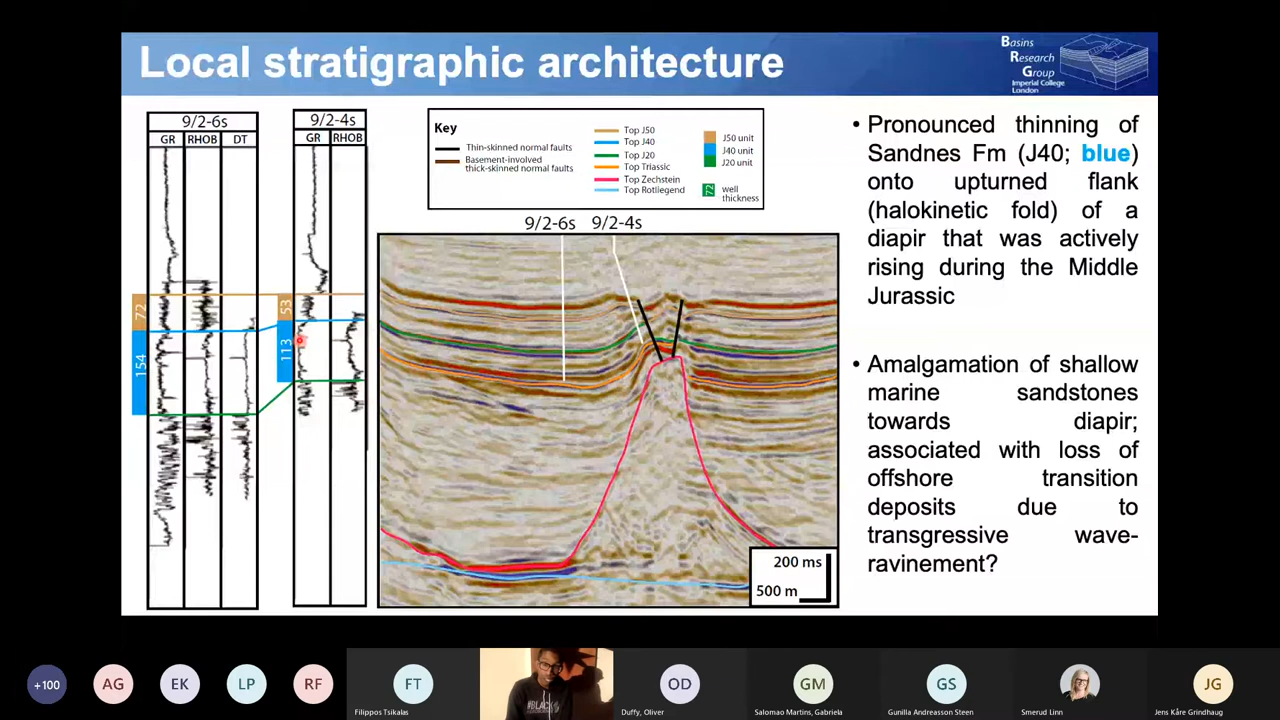 Local stratigraphic architecture
Basins
Research
Group
Imperial College
London
9/2-6s
GR RHOB DT
9/2-4s
GR RHOB
72
154
53
113
Key
Thin-skinned normal faults
Basement-involved
thick-skinned normal faults
Top J50
Top J40
Top J20
Top Triassic
Top Zechstein
Top Rotliegend
J50 unit
J40 unit
J20 unit
72 well
thickness
9/2-6s 9/2-4s
200 ms
500 m
• Pronounced thinning of
Sandnes Fm (J40; blue)
onto upturned flank
(halokinetic fold) of a
diapir that was actively
rising during the Middle
Jurassic
• Amalgamation of shallow
marine sandstones
towards diapir;
associated with loss of
offshore transition
deposits due to
transgressive wave-
ravinement?
+100 AG EK LP RF FT OD GM GS JG
#BLACK
Filippos Tsikalas Duffy, Oliver Salomao Martins, Gabriela Gunilla Andreasson Steen Smerud Linn Jens Kåre Grindhaug